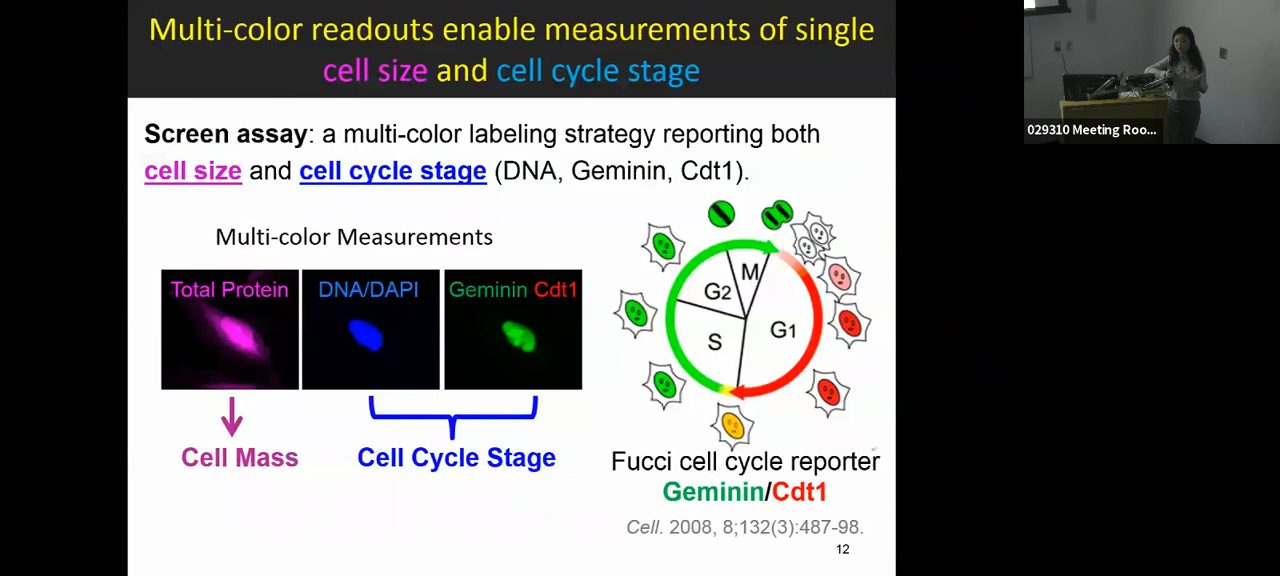 Multi-color readouts enable measurements of single
cell size and cell cycle stage
Screen assay: a multi-color labeling strategy reporting both
cell size and cell cycle stage (DNA, Geminin, Cdt1).
Multi-color Measurements
Total Protein
DNA/DAPI
Geminin Cdt1
Cell Mass
Cell Cycle Stage
M
G2
G1
S
Fucci cell cycle reporter
Geminin/Cdt1
Cell. 2008, 8;132(3):487-98.
12
029310 Meeting Roo...